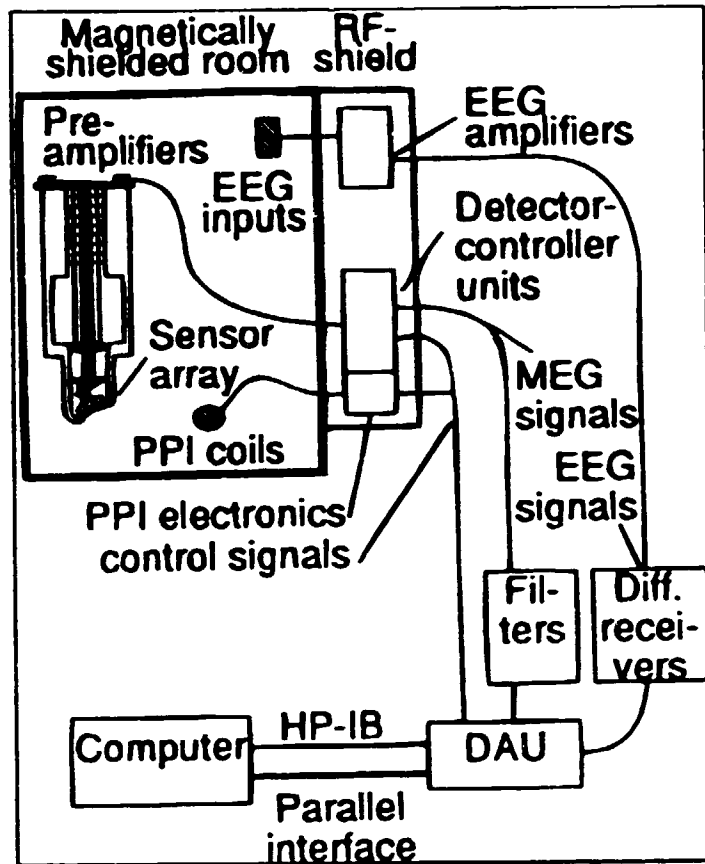 Magnetically
shielded room
RF-
shield
Pre-
amplifiers
EEG
inputs
EEG
amplifiers
Detector-
controller
units
Sensor
array
PPI coils
MEG
signals
EEG
signals
PPI electronics
control signals
Fil-
ters
Diff.
recei-
vers
Computer
HP-IB
DAU
Parallel
interface